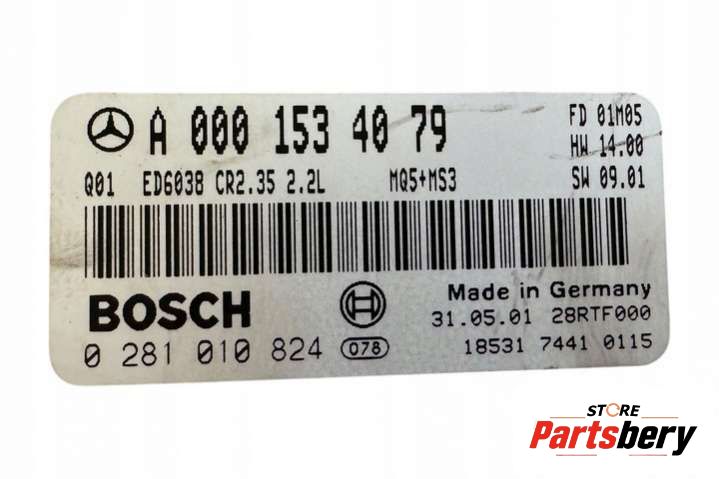 A 000 153 40 79
FD 01M05
HW 14.00
Q01 ED6038 CR2.35 2.2L MQ5+MS3 SW 09.01
BOSCH
Made in Germany
31.05.01 28RTF000
0 281 010 824 078
18531 7441 0115
STORE
Partsbery